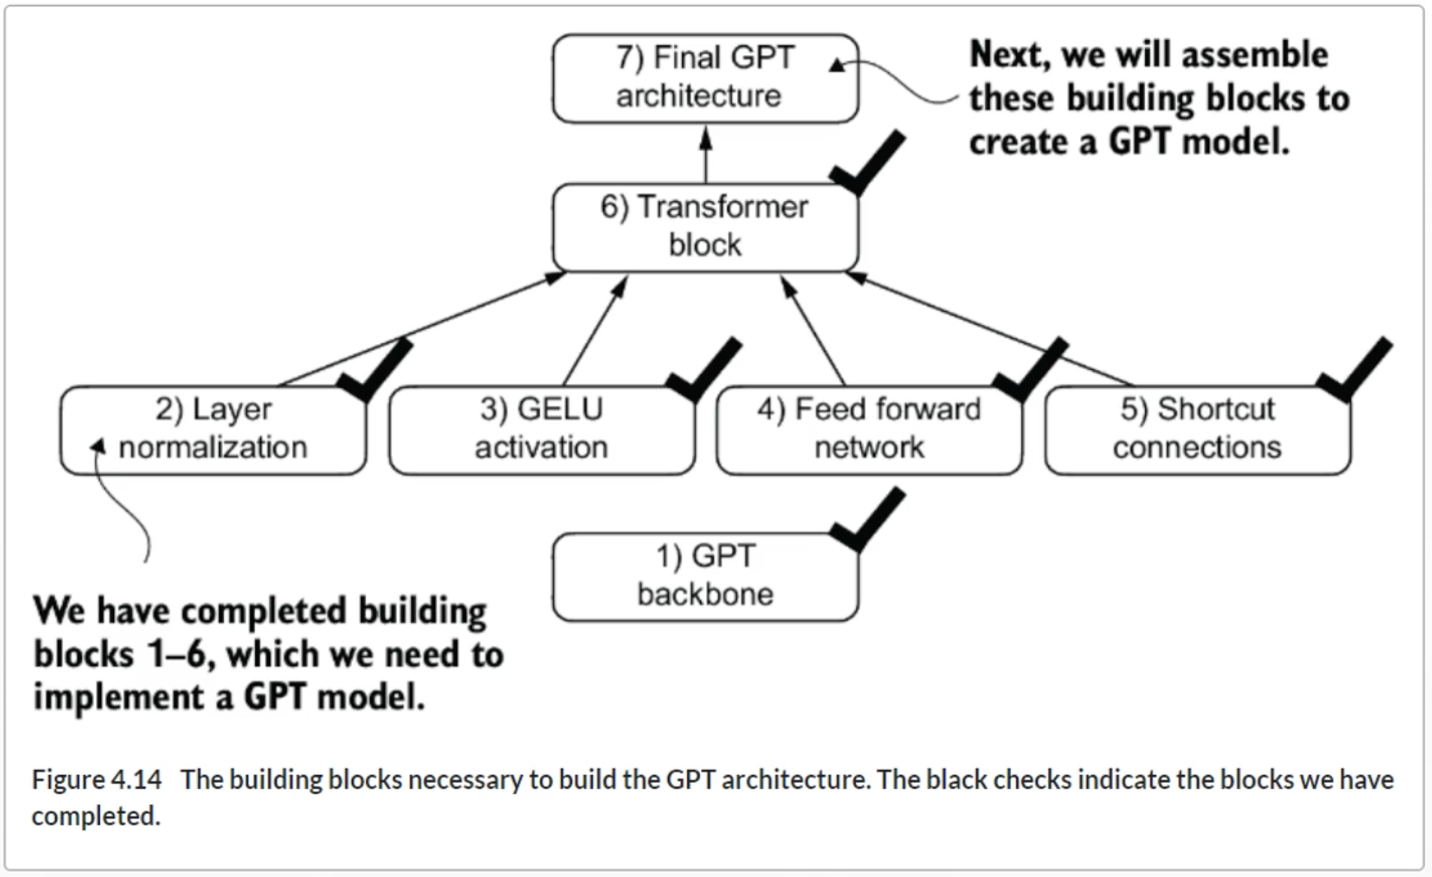 7) Final GPT
architecture
Next, we will assemble
these building blocks to
create a GPT model.
6) Transformer
block
2) Layer
normalization
3) GELU
activation
4) Feed forward
network
5) Shortcut
connections
1) GPT
backbone
We have completed building
blocks 1–6, which we need to
implement a GPT model.
Figure 4.14 The building blocks necessary to build the GPT architecture. The black checks indicate the blocks we have
completed.